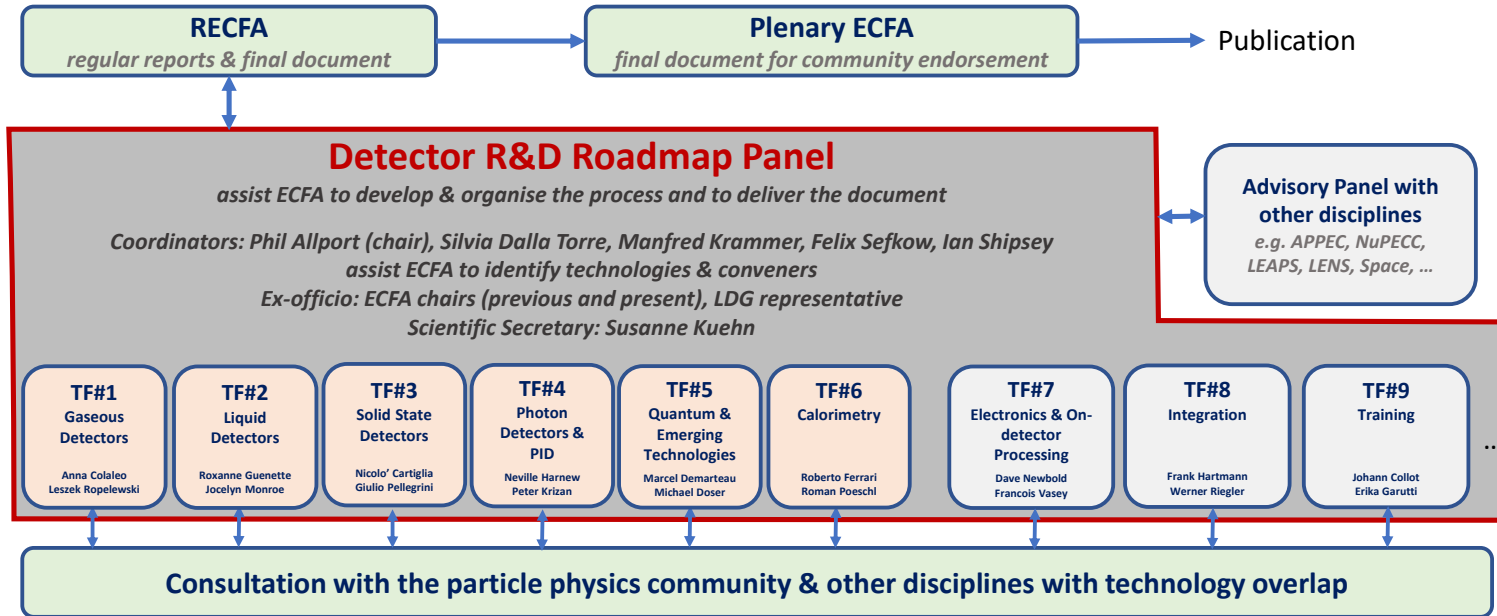 RECFA
regular reports & final document
Plenary ECFA
final document for community endorsement
Publication
Detector R&D Roadmap Panel
assist ECFA to develop & organise the process and to deliver the document
Coordinators: Phil Allport (chair), Silvia Dalla Torre, Manfred Krammer, Felix Sefkow, Ian Shipsey
assist ECFA to identify technologies & conveners
Ex-officio: ECFA chairs (previous and present), LDG representative
Scientific Secretary: Susanne Kuehn
Advisory Panel with
other disciplines
e.g. APPEC, NuPECC,
LEAPS, LENS, Space, …
TF#1
Gaseous
Detectors
Anna Colaleo
Leszek Ropelewski
TF#2
Liquid
Detectors
Roxanne Guenette
Jocelyn Monroe
TF#3
Solid State
Detectors
Nicolo’ Cartiglia
Giulio Pellegrini
TF#4
Photon
Detectors &
PID
Neville Harnew
Peter Krizan
TF#5
Quantum &
Emerging
Technologies
Marcel Demarteau
Michael Doser
TF#6
Calorimetry
Roberto Ferrari
Roman Poeschl
TF#7
Electronics & On-
detector
Processing
Dave Newbold
Francois Vasey
TF#8
Integration
Frank Hartmann
Werner Riegler
TF#9
Training
Johann Collot
Erika Garutti
…
Consultation with the particle physics community & other disciplines with technology overlap